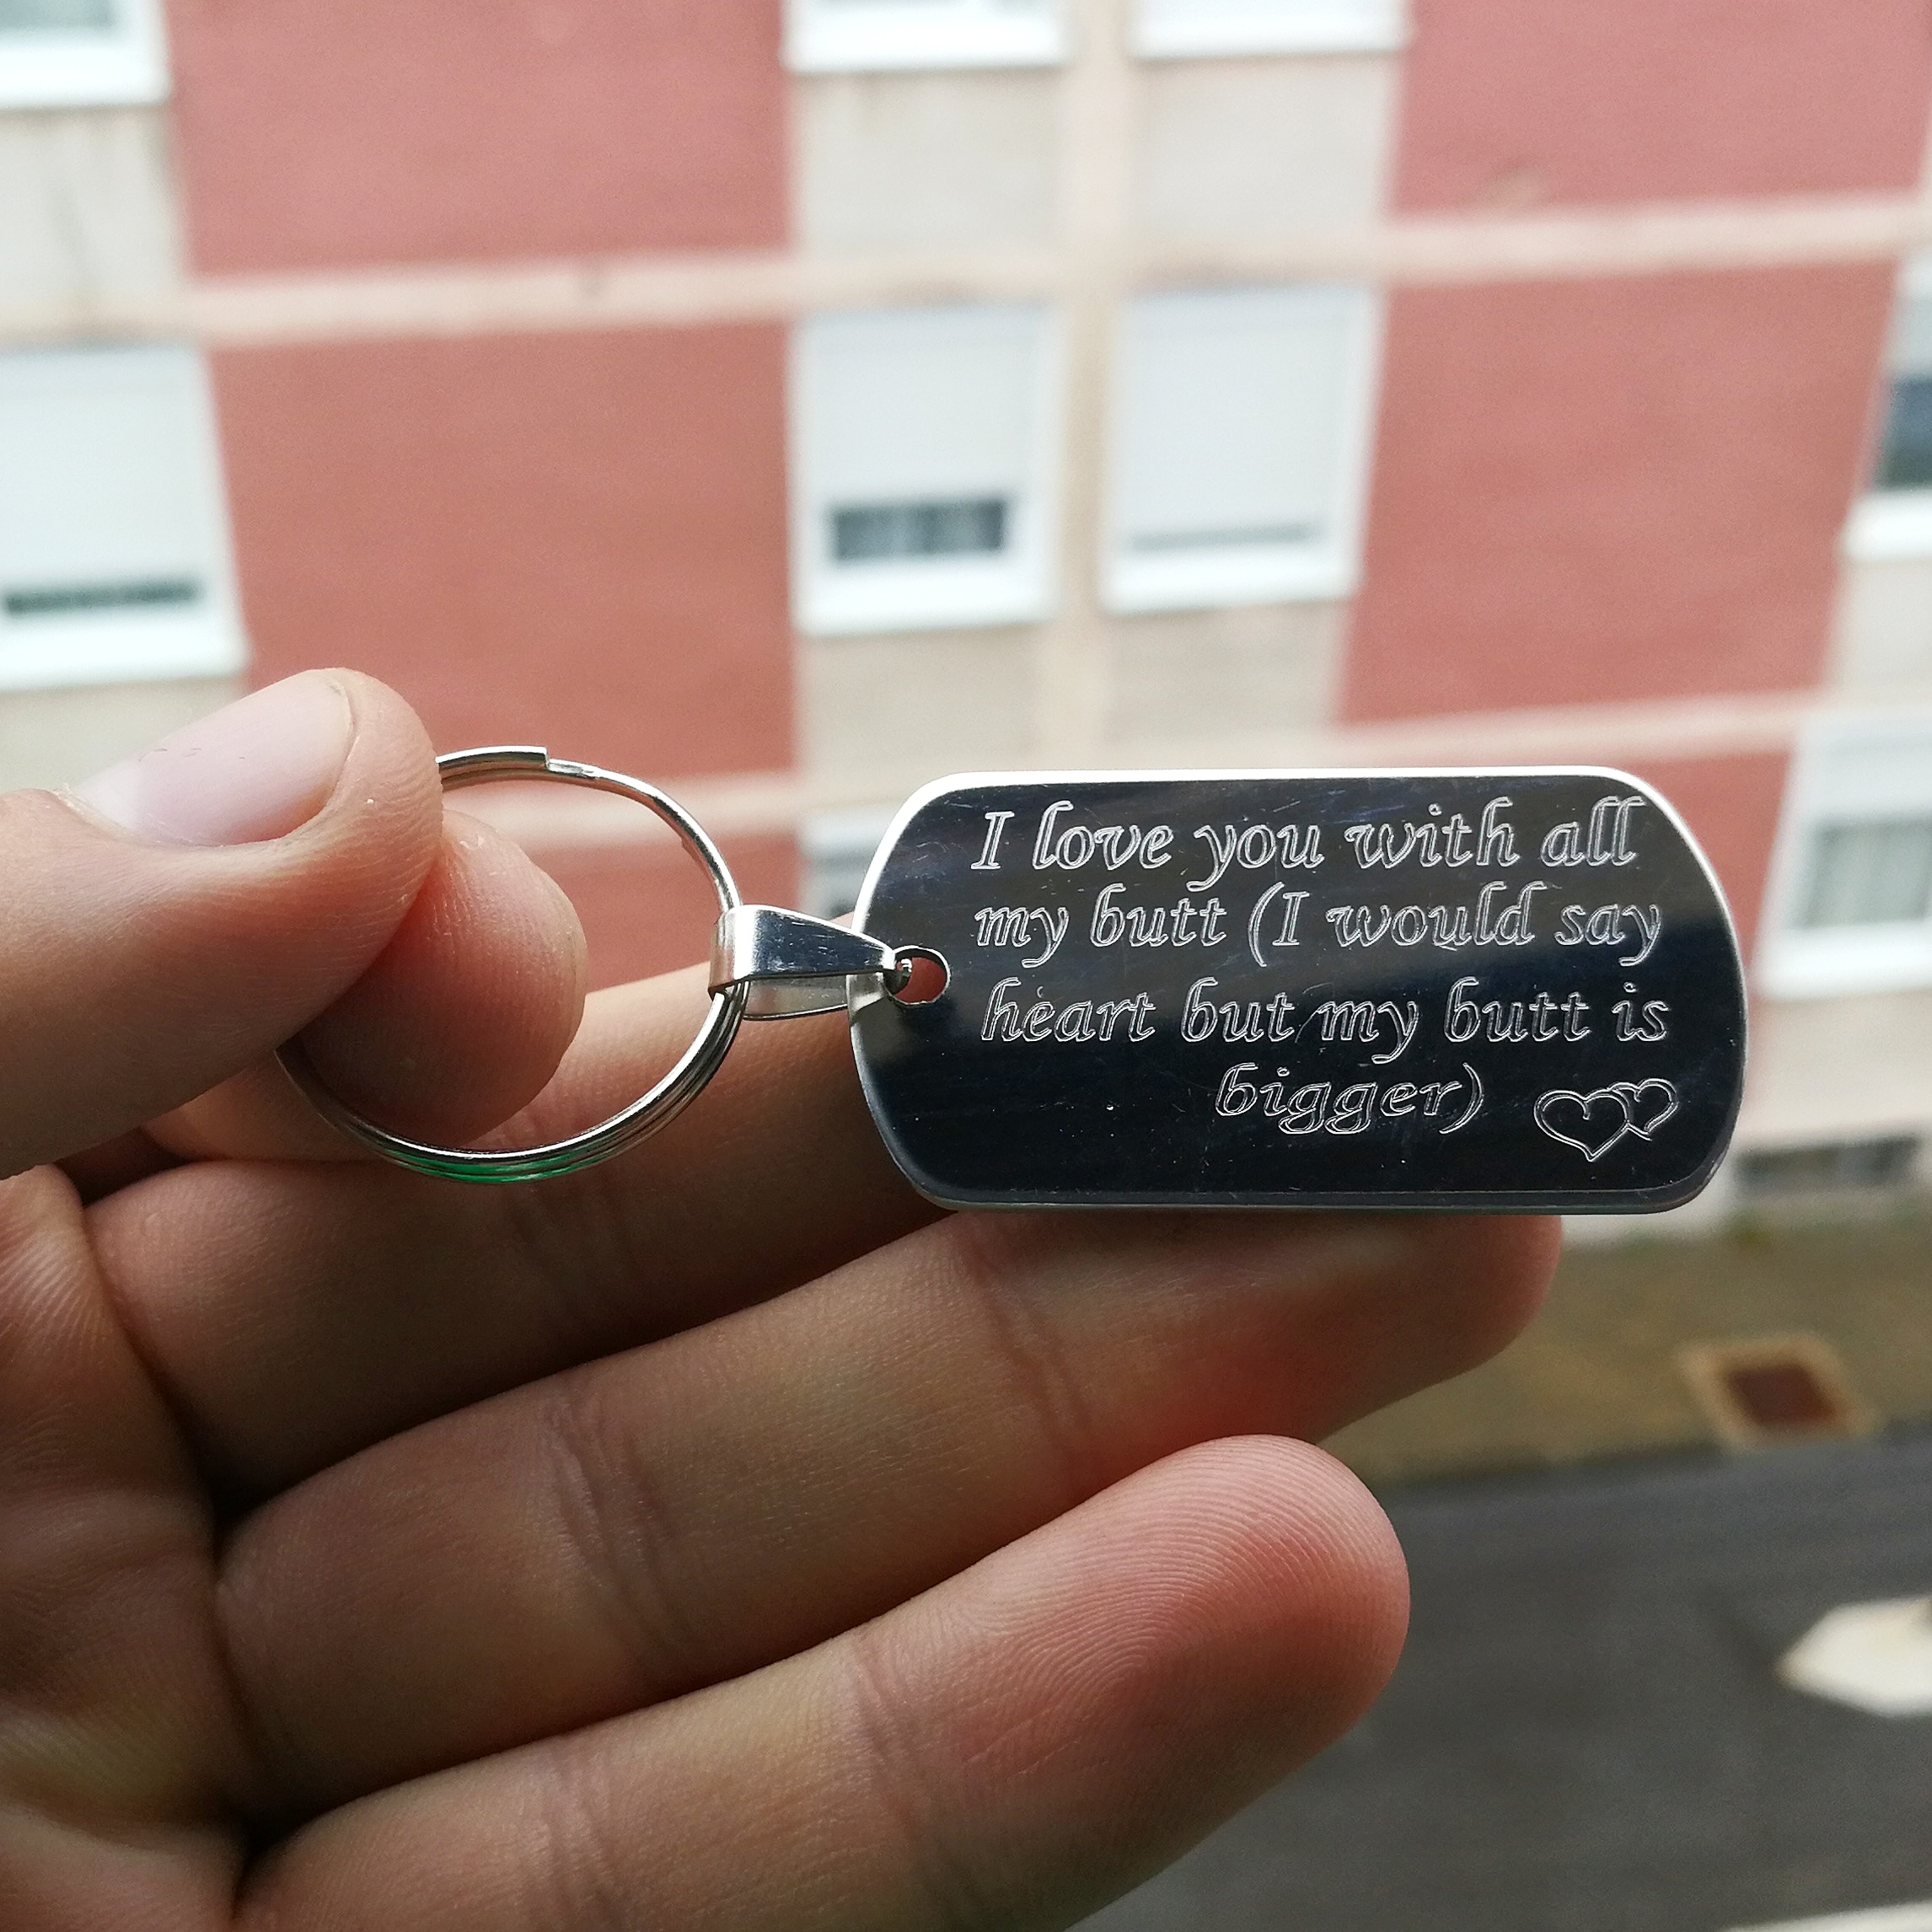 I love you with all
my butt (I would say
heart but my butt is
bigger)